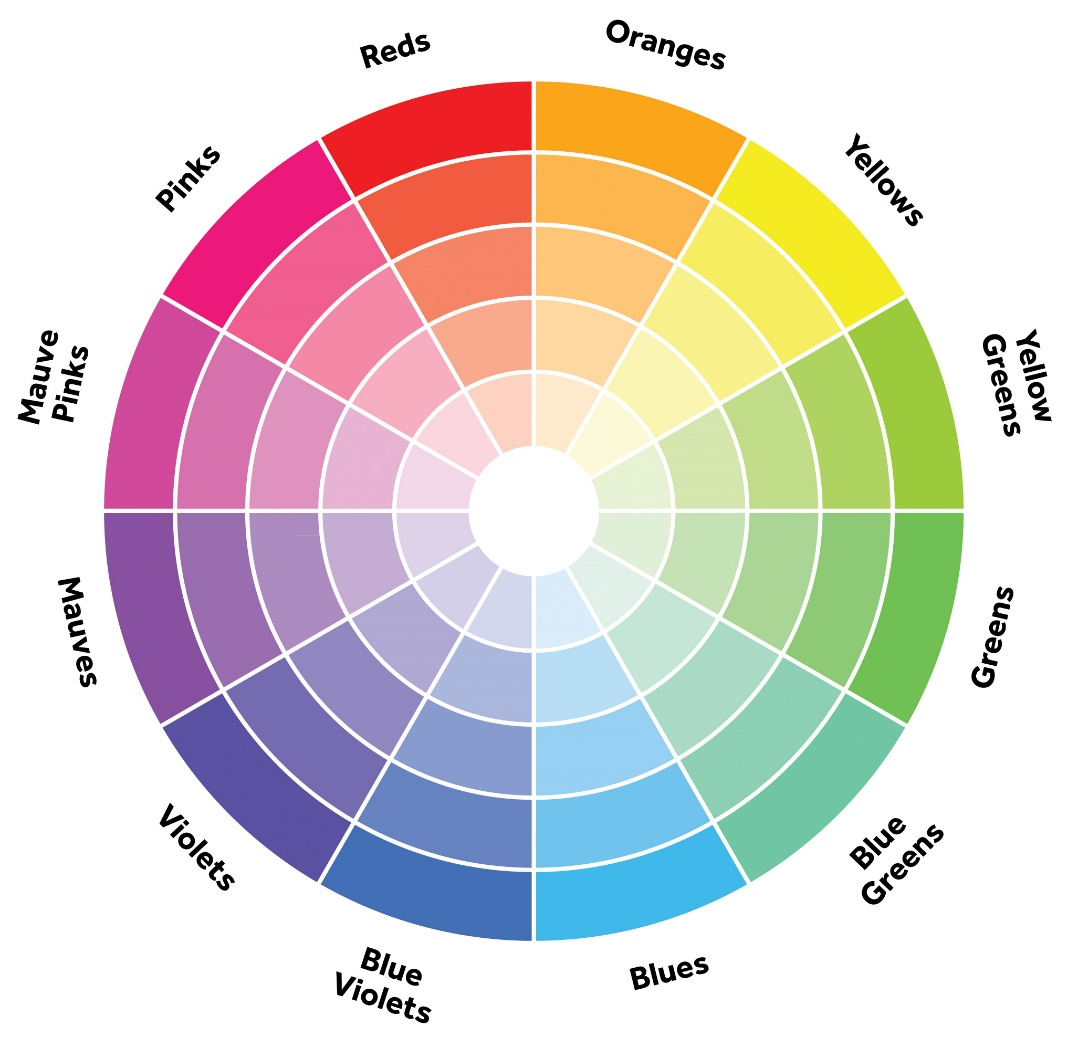 Reds
Oranges
Yellows
Yellow
Greens
Greens
Blue
Greens
Blues
Blue
Violets
Violets
Mauves
Mauve
Pinks
Pinks